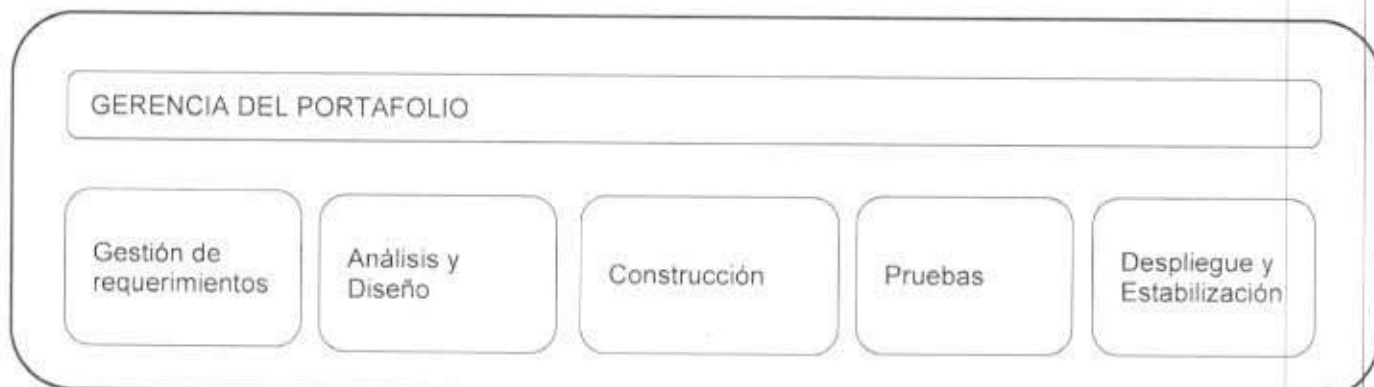 GERENCIA DEL PORTAFOLIO
Gestión de
requerimientos
Análisis y
Diseño
Construcción
Pruebas
Despliegue y
Estabilización